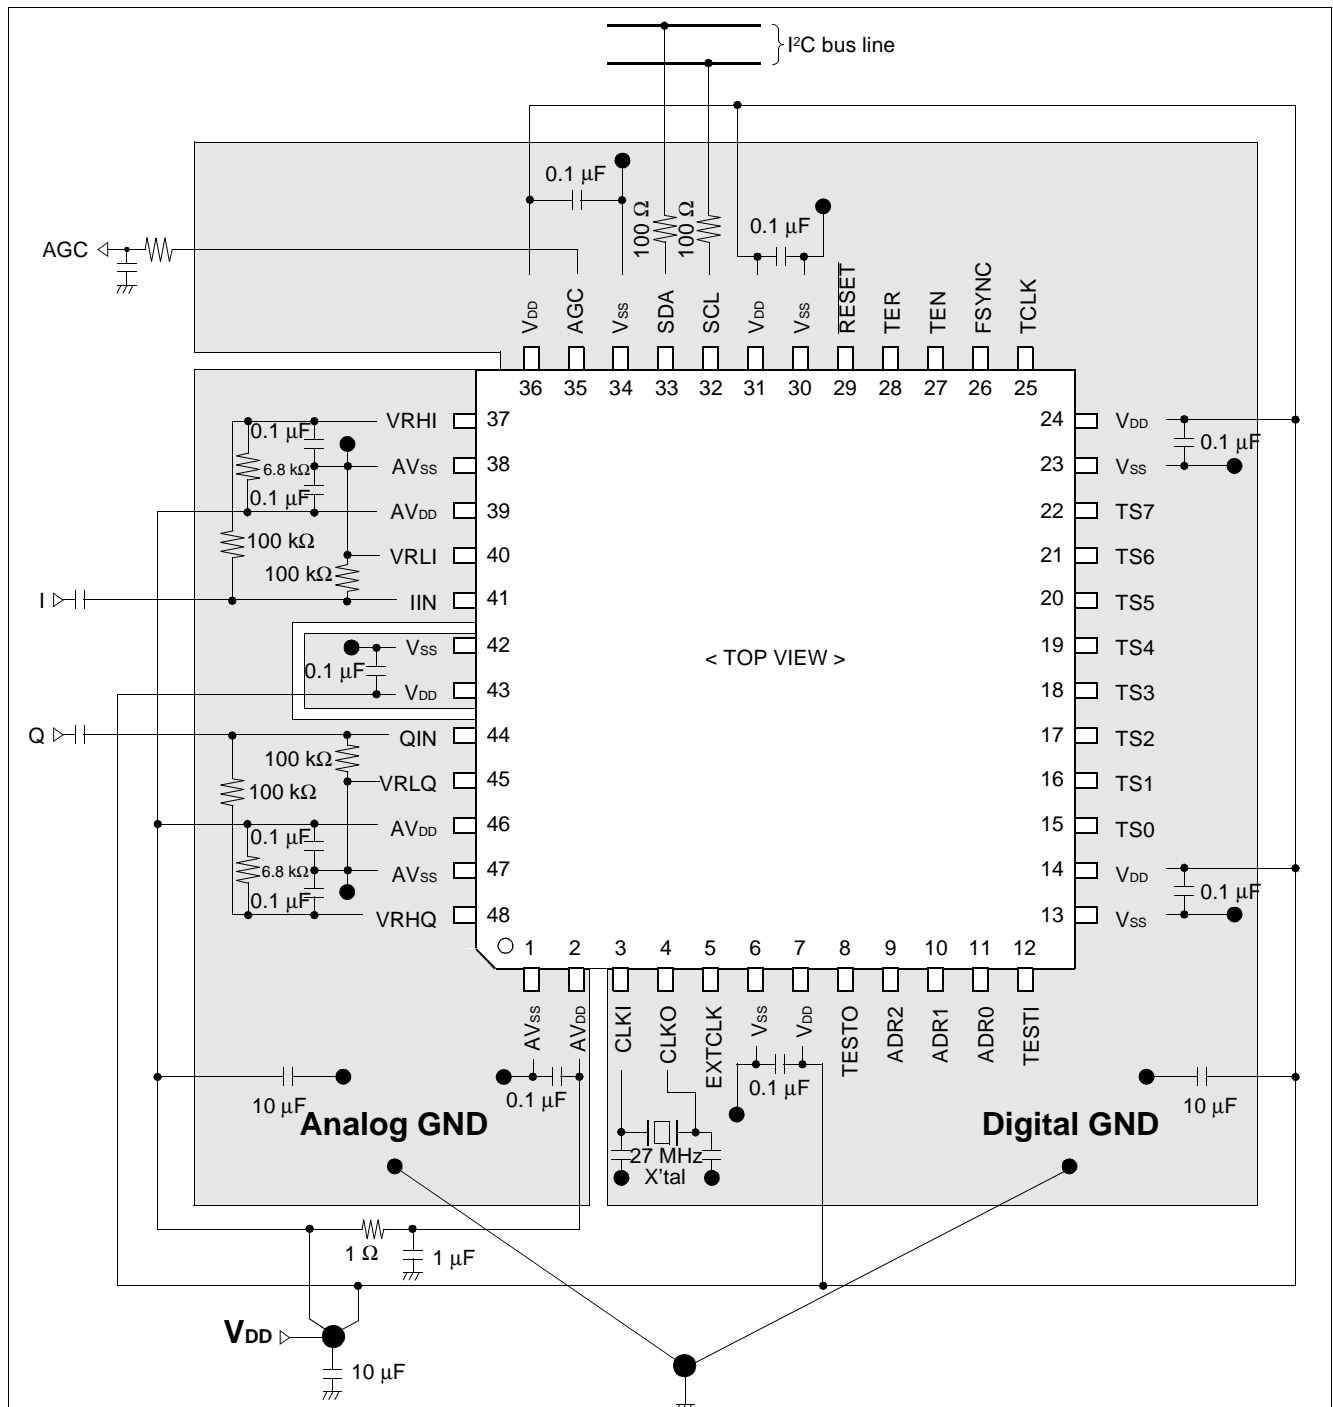 I²C bus line
0.1 µF
100 Ω
100 Ω
0.1 µF
AGC
VDD
AGC
VSS
SDA
SCL
VDD
VSS
RESET
TER
TEN
FSYNC
TCLK
36 35 34 33 32 31 30 29 28 27 26 25
VRHI 37
0.1 µF
AVSS 38
6.8 kΩ
0.1 µF
AVDD 39
100 kΩ
VRLI 40
100 kΩ
I
IIN 41
VSS 42
0.1 µF
VDD 43
Q
QIN 44
100 kΩ
VRLQ 45
100 kΩ
AVDD 46
0.1 µF
AVSS 47
6.8 kΩ
0.1 µF
VRHQ 48
< TOP VIEW >
24 VDD
0.1 µF
23 VSS
22 TS7
21 TS6
20 TS5
19 TS4
18 TS3
17 TS2
16 TS1
15 TS0
14 VDD
0.1 µF
13 VSS
1 2 3 4 5 6 7 8 9 10 11 12
AVSS
AVDD
CLKI
CLKO
EXTCLK
VSS
VDD
TESTO
ADR2
ADR1
ADR0
TESTI
10 µF
0.1 µF
0.1 µF
10 µF
Analog GND
Digital GND
27 MHz
X'tal
1 Ω
1 µF
VDD
10 µF